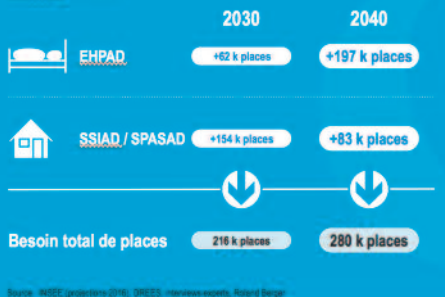 2030 2040
EHPAD +62 k places +197 k places
SSIAD / SPASAD +154 k places +83 k places
Besoin total de places 216 k places 280 k places
Source : INSEE (projections 2016), DREES, interviews experts, Roland Berger